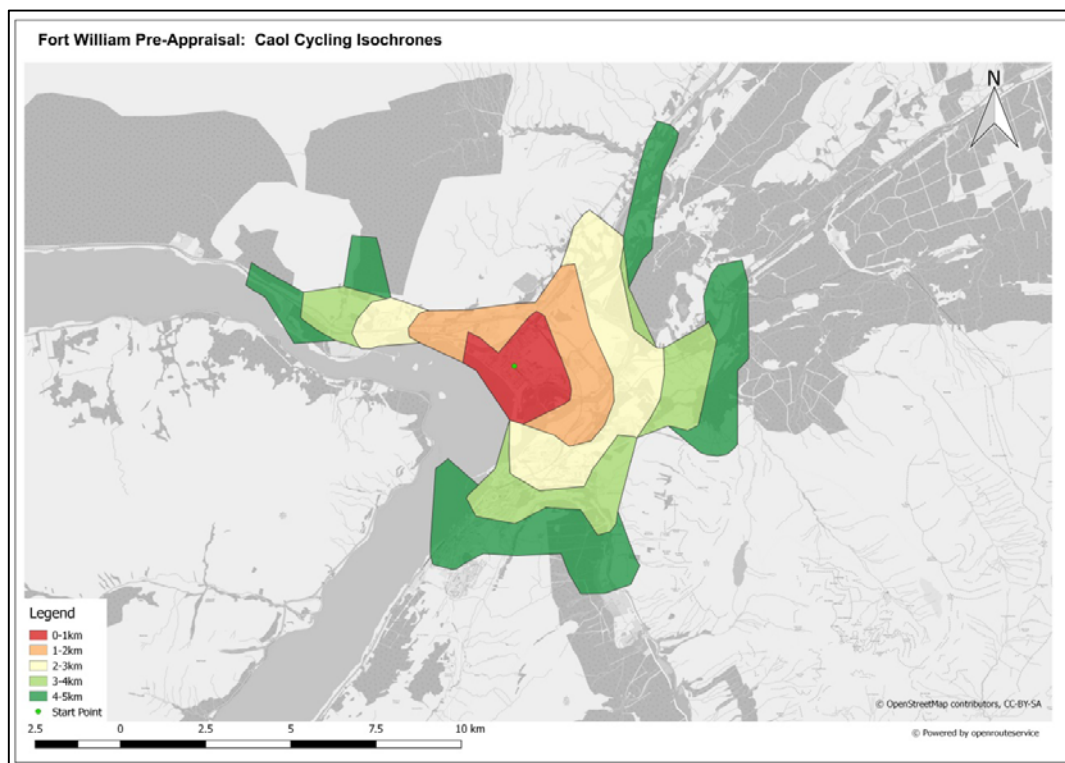 Fort William Pre-Appraisal:  Caol Cycling Isochrones
N
Legend
0-1km
1-2km
2-3km
3-4km
4-5km
Start Point
© OpenStreetMap contributors, CC-BY-SA
© Powered by openrouteservice
2.5 0 2.5 5 7.5 10 km